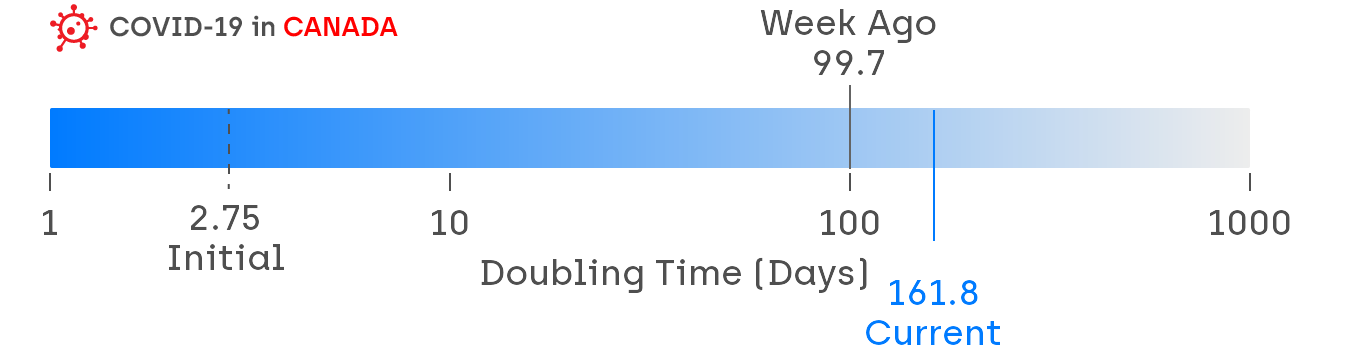 COVID-19 in CANADA
Week Ago
99.7
1
2.75
Initial
10
100
1000
Doubling Time (Days)
161.8
Current